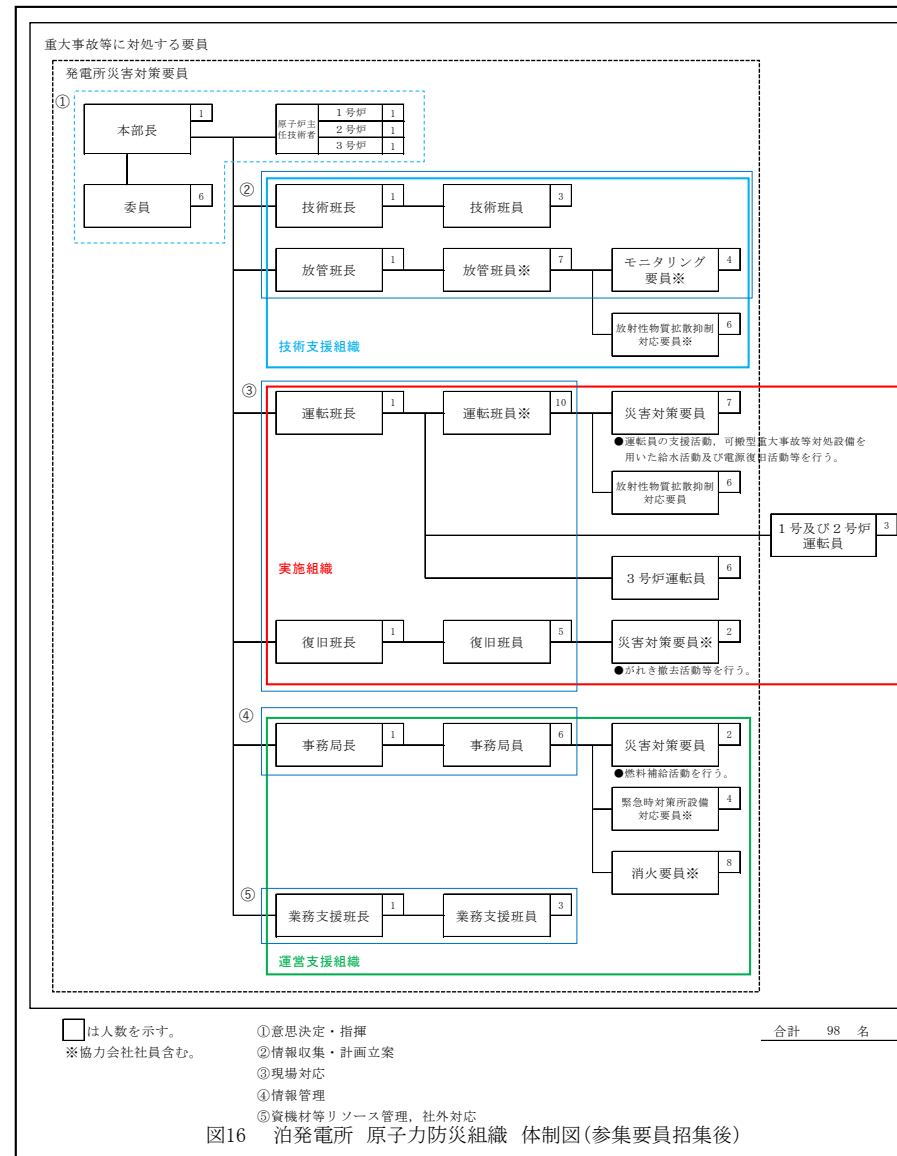 重大事故等に対処する要員
発電所災害対策要員
①
本部長
1
原子炉主
任技術者
1号炉
1
2号炉
1
3号炉
1
委員
6
②
技術班長
1
技術班員
3
放管班長
1
放管班員※
7
モニタリング
要員※
4
放射性物質拡散抑制
対応要員※
6
技術支援組織
③
運転班長
1
運転班員※
10
災害対策要員
7
●運転員の支援活動，可搬型重大事故等対処設備を
用いた給水活動及び電源復旧活動等を行う。
放射性物質拡散抑制
対応要員
6
1号及び2号炉
運転員
3
実施組織
3号炉運転員
6
復旧班長
1
復旧班員
5
災害対策要員※
2
●がれき撤去活動等を行う。
④
事務局長
1
事務局員
6
災害対策要員
2
●燃料補給活動を行う。
緊急時対策所設備
対応要員※
4
消火要員※
8
⑤
業務支援班長
1
業務支援班員
3
運営支援組織
は人数を示す。
※協力会社社員含む。
①意思決定・指揮
②情報収集・計画立案
③現場対応
④情報管理
⑤資機材等リソース管理，社外対応
合計 98 名
図16 泊発電所 原子力防災組織 体制図(参集要員招集後)